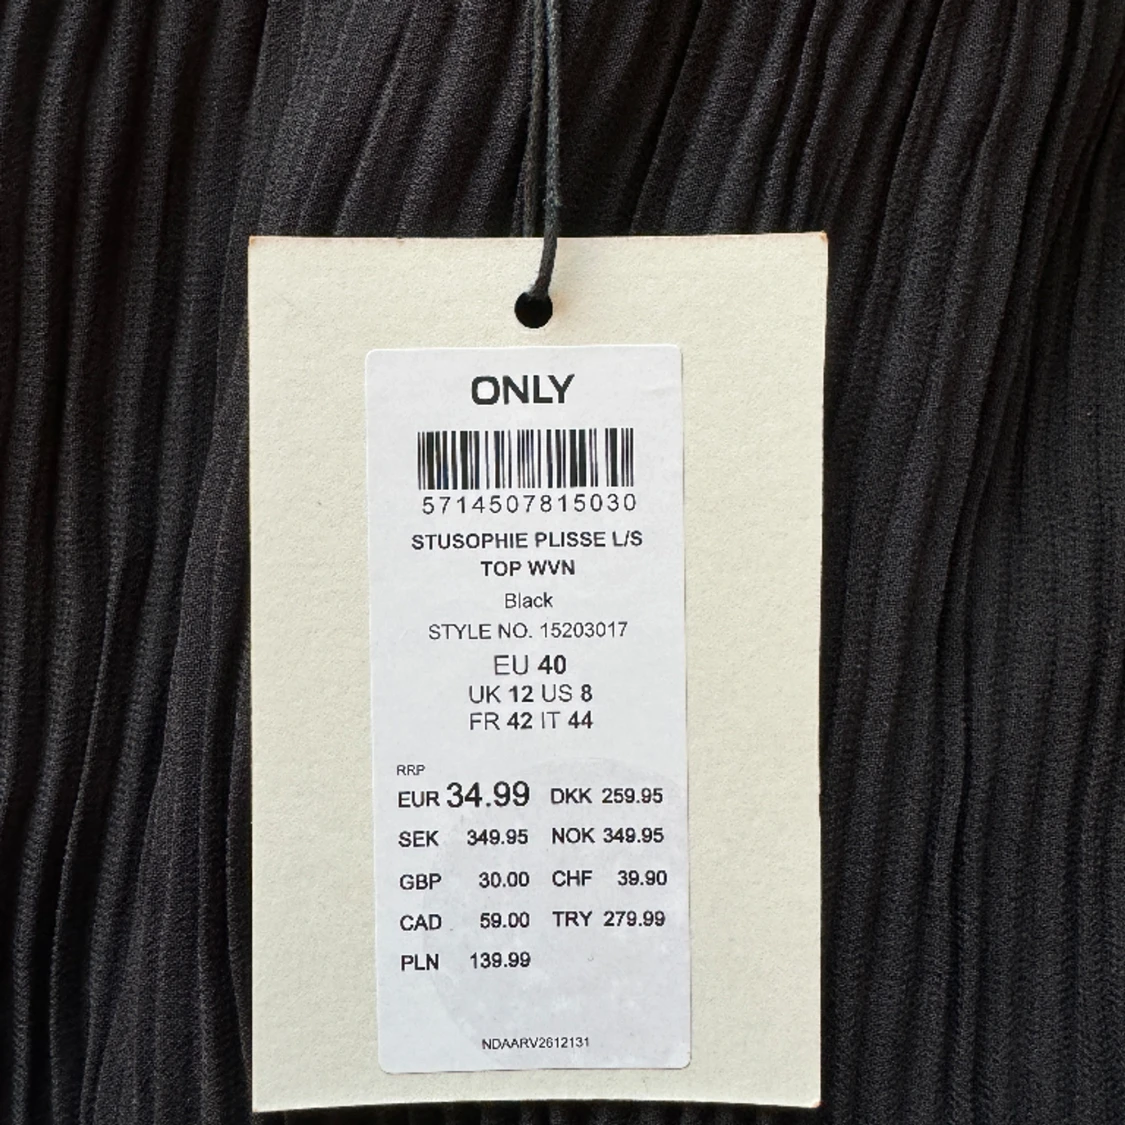 ONLY
5714507815030
STUSOPHIE PLISSE L/S
TOP WVN
Black
STYLE NO. 15203017
EU 40
UK 12 US 8
FR 42 IT 44
RRP
EUR 34.99 DKK 259.95
SEK 349.95 NOK 349.95
GBP 30.00 CHF 39.90
CAD 59.00 TRY 279.99
PLN 139.99
NDAARV2612131